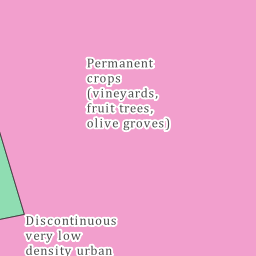 Permanent
crops
(vineyards,
fruit trees,
olive groves)
Discontinuous
very low
density urban